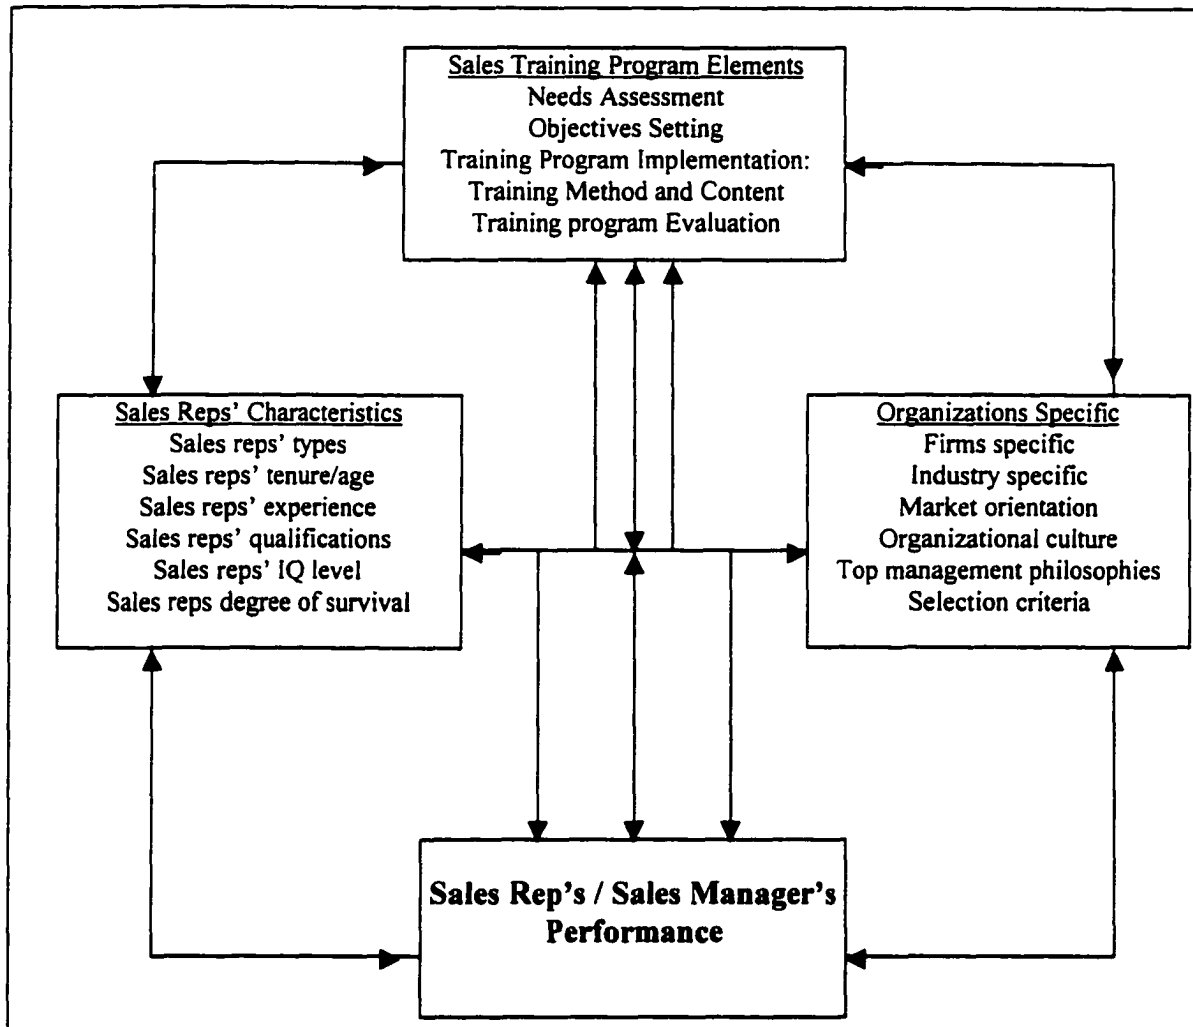 Sales Training Program Elements
Needs Assessment
Objectives Setting
Training Program Implementation:
Training Method and Content
Training program Evaluation
Sales Reps' Characteristics
Sales reps' types
Sales reps' tenure/age
Sales reps' experience
Sales reps' qualifications
Sales reps' IQ level
Sales reps degree of survival
Organizations Specific
Firms specific
Industry specific
Market orientation
Organizational culture
Top management philosophies
Selection criteria
Sales Rep's / Sales Manager's
Performance